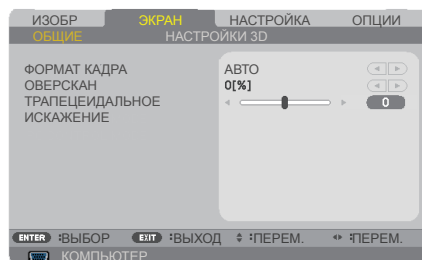 ИЗОБР ЭКРАН НАСТРОЙКА ОПЦИИ
ОБЩИЕ НАСТРОЙКИ 3D
ФОРМАТ КАДРА АВТО
ОВЕРСКАН 0[%]
ТРАПЕЦЕИДАЛЬНОЕ 0
ИСКАЖЕНИЕ
ENTER :ВЫБОР EXIT :ВЫХОД :ПЕРЕМ. :ПЕРЕМ.
КОМПЬЮТЕР